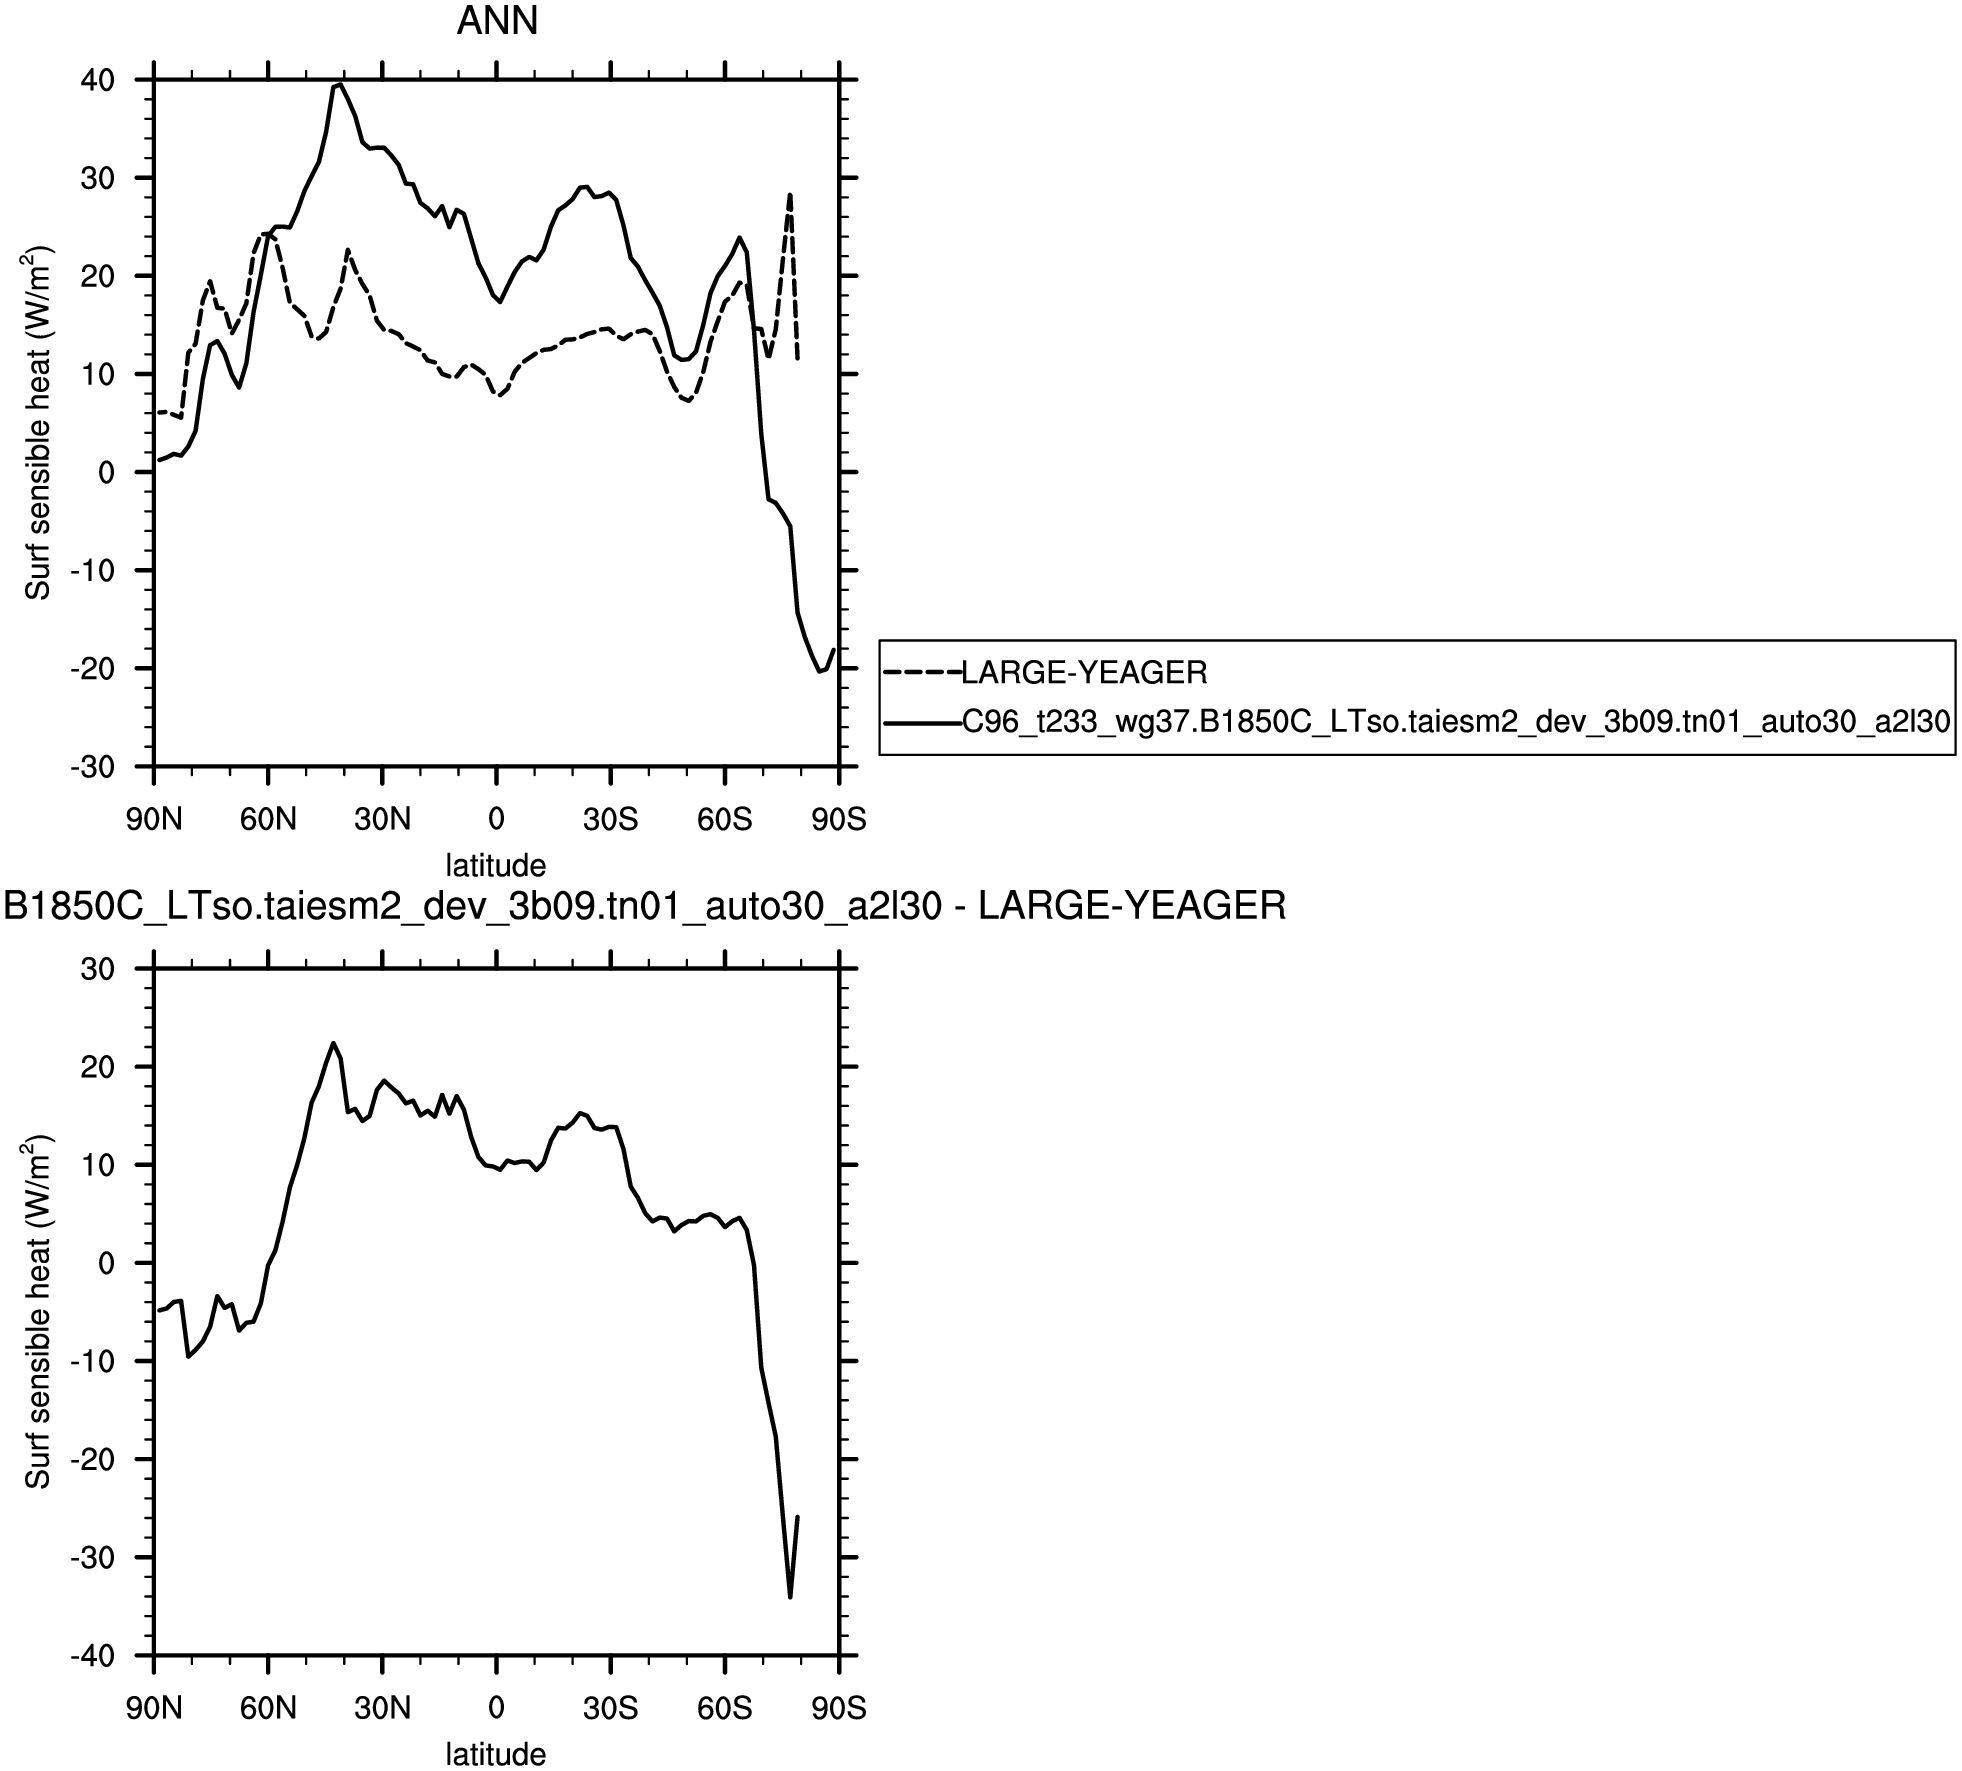 ANN
40
30
20
10
0
-10
-20
-30
Surf sensible heat (W/m²)
90N 60N 30N 0 30S 60S 90S
latitude
LARGE-YEAGER
C96_t233_wg37.B1850C_LTso.taiesm2_dev_3b09.tn01_auto30_a2l30
B1850C_LTso.taiesm2_dev_3b09.tn01_auto30_a2l30 - LARGE-YEAGER
30
20
10
0
-10
-20
-30
-40
Surf sensible heat (W/m²)
90N 60N 30N 0 30S 60S 90S
latitude